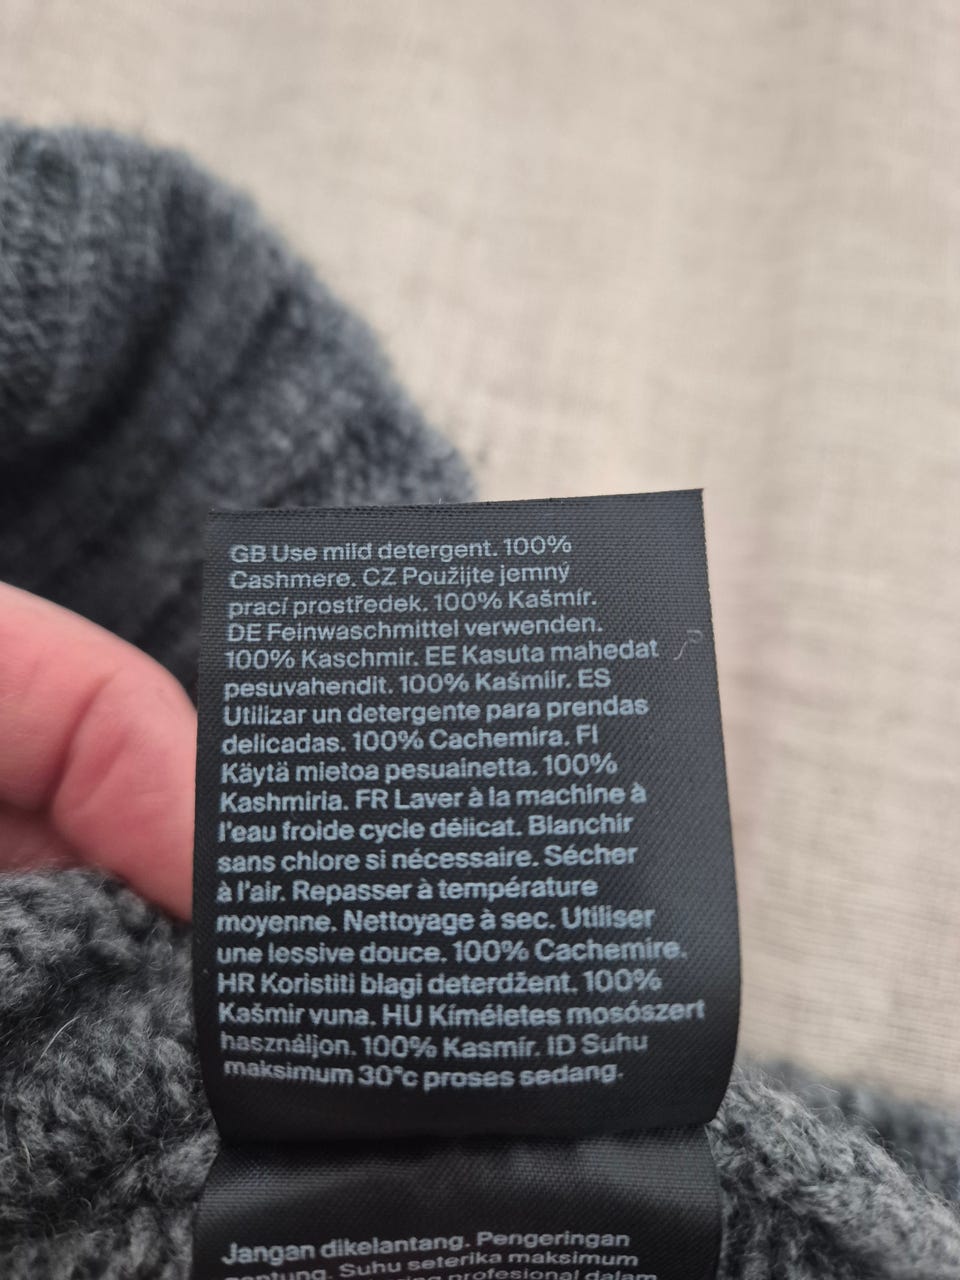 GB Use mild detergent. 100%
Cashmere. CZ Použijte jemný
prací prostředek. 100% Kašmír.
DE Feinwaschmittel verwenden.
100% Kaschmir. EE Kasuta mahedat
pesuvahendit. 100% Kašmiir. ES
Utilizar un detergente para prendas
delicadas. 100% Cachemira. FI
Käytä mietoa pesuainetta. 100%
Kashmiria. FR Laver à la machine à
l'eau froide cycle délicat. Blanchir
sans chlore si nécessaire. Sécher
à l'air. Repasser à température
moyenne. Nettoyage à sec. Utiliser
une lessive douce. 100% Cachemire.
HR Koristiti blagi deterdžent. 100%
Kašmir vuna. HU Kíméletes mosószert
használjon. 100% Kasmír. ID Suhu
maksimum 30°c proses sedang.
Jangan dikelantang. Pengeringan
gantung. Suhu seterika maksimum
profesional dalam